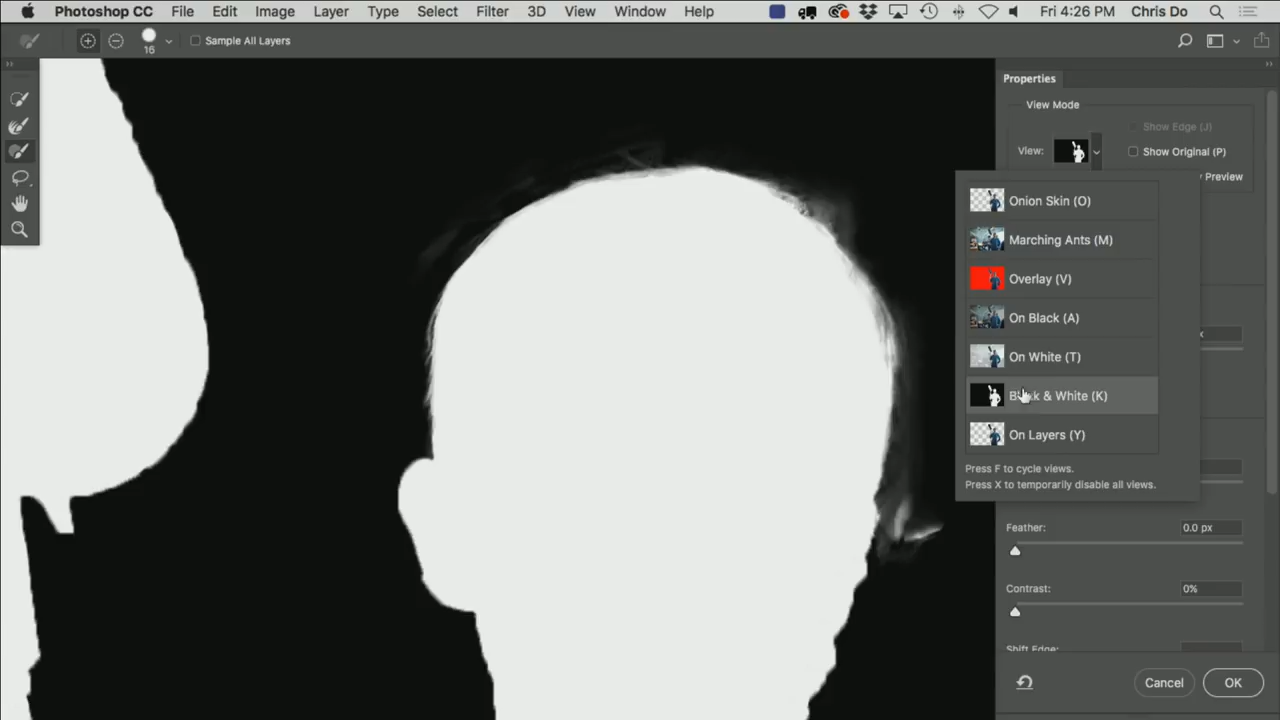 Photoshop CC File Edit Image Layer Type Select Filter 3D View Window Help Fri 4:26 PM Chris Do
16 Sample All Layers
Properties
View Mode
Show Edge (J)
View: Show Original (P)
Preview
Onion Skin (O)
Marching Ants (M)
Overlay (V)
On Black (A)
On White (T)
Black & White (K)
On Layers (Y)
Press F to cycle views.
Press X to temporarily disable all views.
Feather: 0.0 px
Contrast: 0%
Shift Edge:
Cancel OK